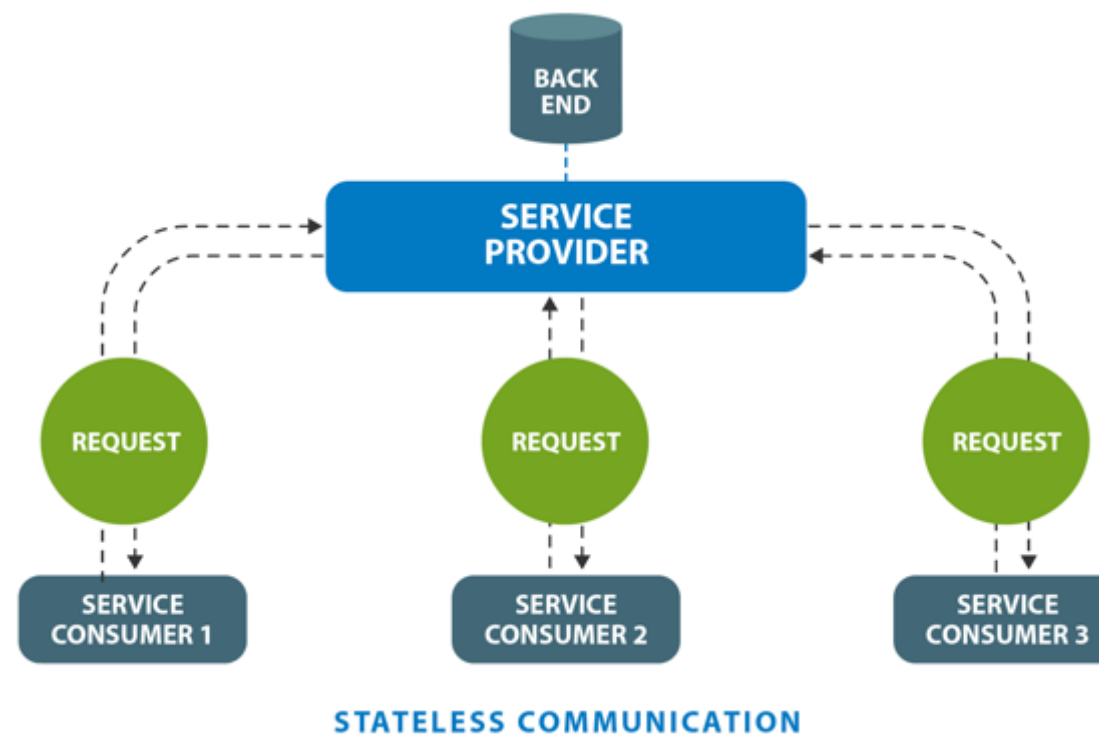 BACK
END
SERVICE
PROVIDER
REQUEST
REQUEST
REQUEST
SERVICE
CONSUMER 1
SERVICE
CONSUMER 2
SERVICE
CONSUMER 3
STATELESS COMMUNICATION